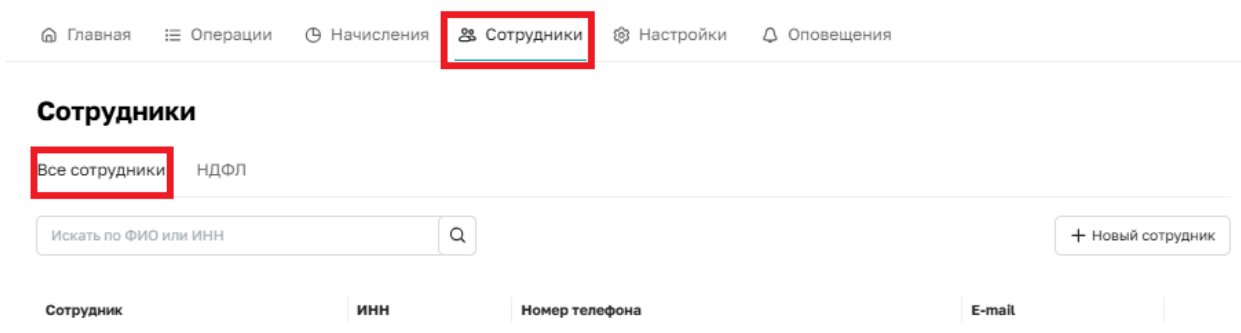 Главная Операции Начисления Сотрудники Настройки Оповещения
Сотрудники
Все сотрудники НДФЛ
Искать по ФИО или ИНН + Новый сотрудник
Сотрудник ИНН Номер телефона E-mail